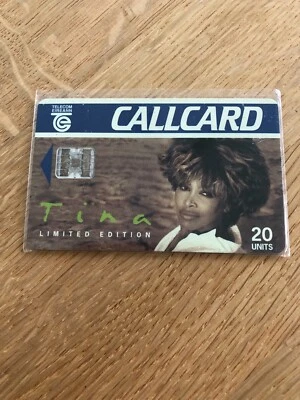 TELECOM
EIREANN
CALLCARD
Tina
LIMITED EDITION
20
UNITS